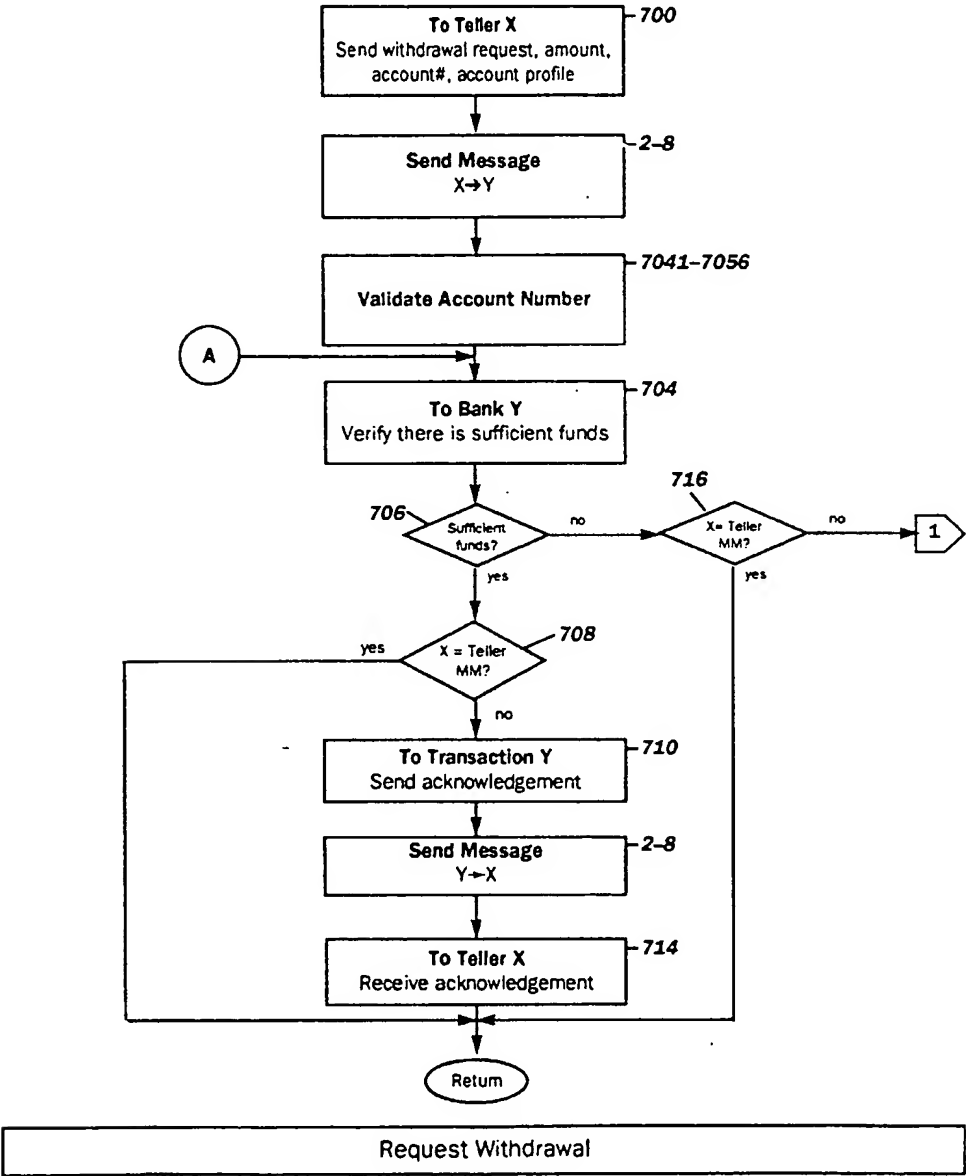 To Teller X
700
Send withdrawal request, amount,
account#, account profile
Send Message
2–8
X→Y
7041–7056
Validate Account Number
A
To Bank Y
704
Verify there is sufficient funds
706
Sufficient
funds?
no
716
X= Teller
MM?
no
1
yes
yes
708
yes
X = Teller
MM?
no
To Transaction Y
710
Send acknowledgement
Send Message
2–8
Y→X
To Teller X
714
Receive acknowledgement
Return
Request Withdrawal